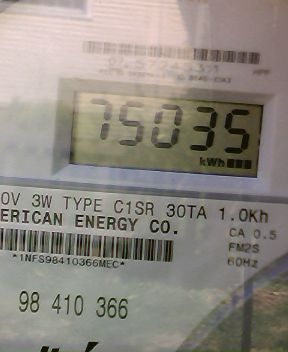 75035
kWh
0V 3W TYPE C1SR 30TA 1.0Kh
ERICAN ENERGY CO.
CA 0.5
FM2S
60Hz
*1NFS98410366MEC*
98 410 366